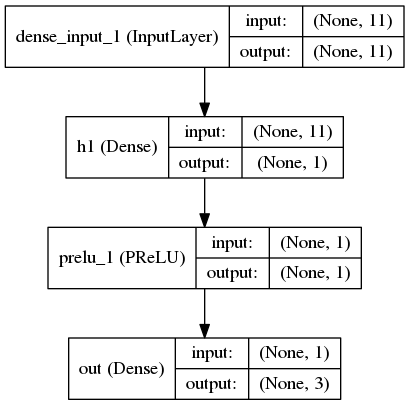 dense_input_1 (InputLayer)
input: (None, 11)
output: (None, 11)
h1 (Dense)
input: (None, 11)
output: (None, 1)
prelu_1 (PReLU)
input: (None, 1)
output: (None, 1)
out (Dense)
input: (None, 1)
output: (None, 3)